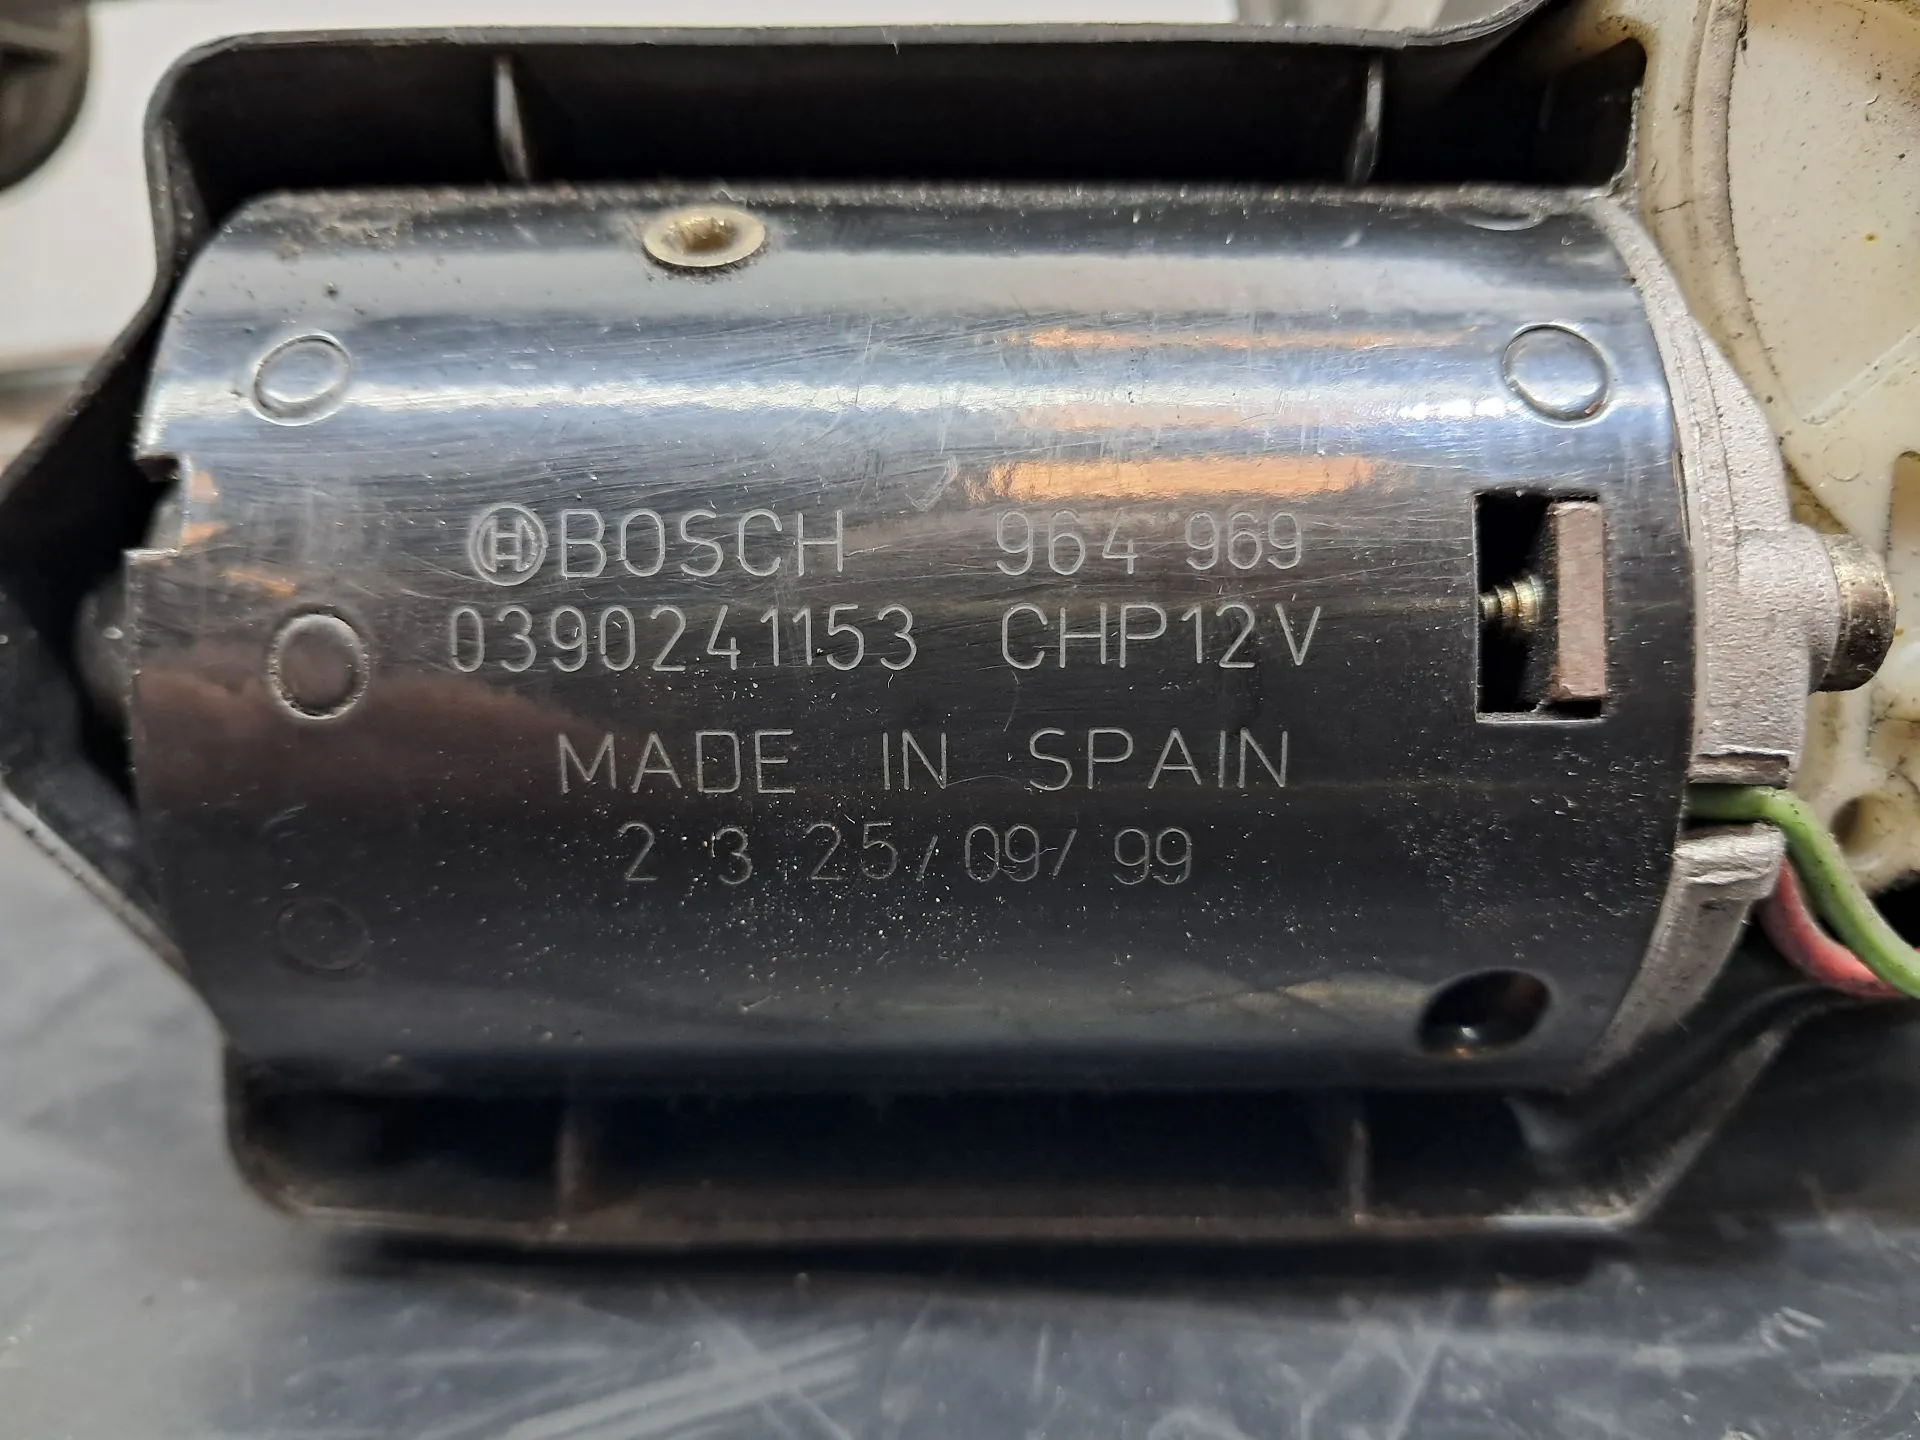 BOSCH 964 969
0390241153 CHP12V
MADE IN SPAIN
2 3 25/09/99